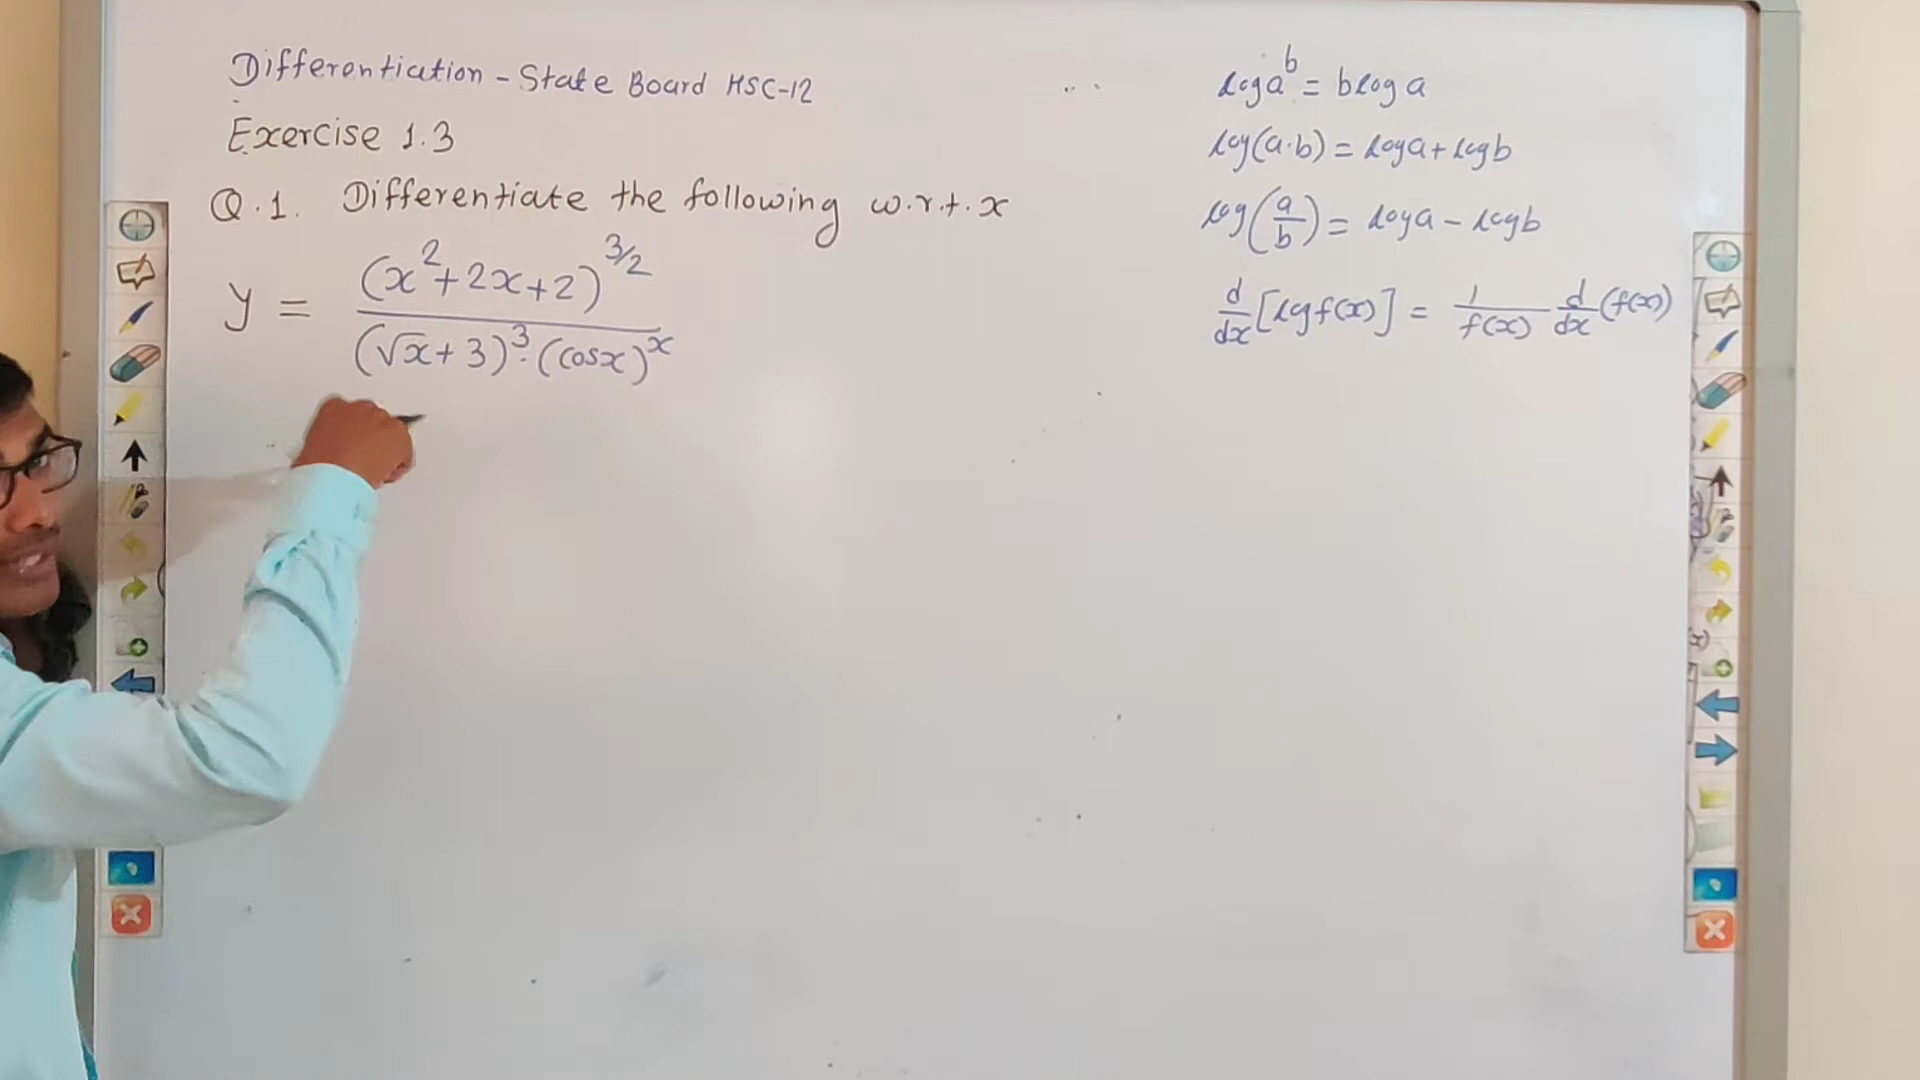 Differentiation - State Board HSC-12
Exercise 1.3
Q.1. Differentiate the following w.r.t. x
y = (x²+2x+2)^3/2 / (√x+3)³·(cosx)^x
log a^b = b log a
log(a·b) = log a + log b
log(a/b) = log a - log b
d/dx [log f(x)] = 1/f(x) d/dx (f(x))